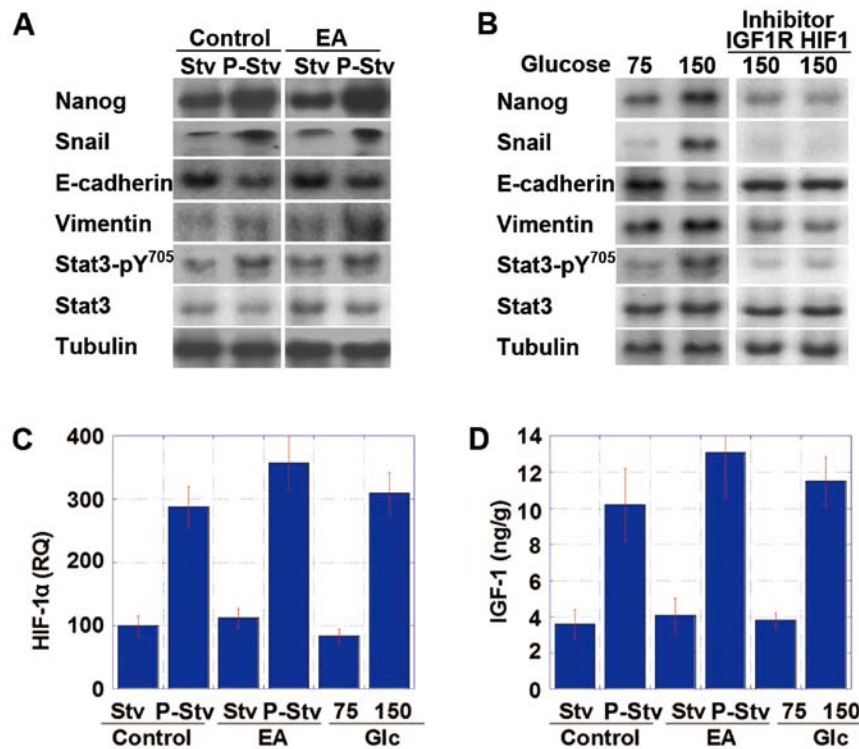 A
Control EA
Stv P-Stv Stv P-Stv
Nanog
Snail
E-cadherin
Vimentin
Stat3-pY705
Stat3
Tubulin
B
Inhibitor
IGF1R HIF1
Glucose 75 150 150 150
Nanog
Snail
E-cadherin
Vimentin
Stat3-pY705
Stat3
Tubulin
C
HIF-1α (RQ)
400
300
200
100
0
Stv P-Stv Stv P-Stv 75 150
Control EA Glc
D
IGF-1 (ng/g)
14
12
10
8
6
4
2
0
Stv P-Stv Stv P-Stv 75 150
Control EA Glc